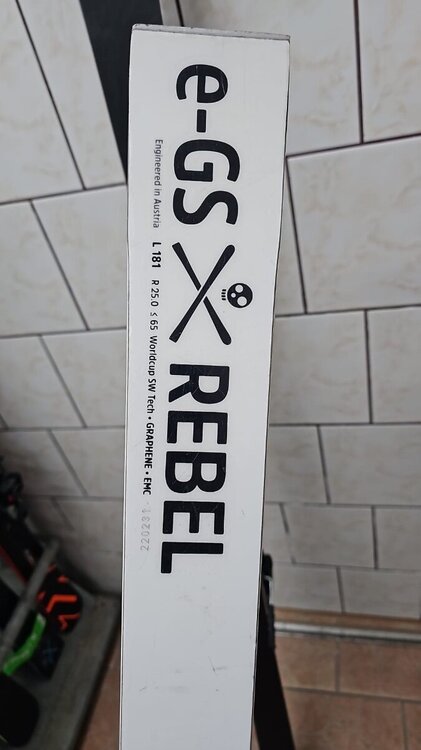 e-GS REBEL
Engineered in Austria L 181 R 25.0 S 65 Worldcup SW Tech • GRAPHENE • EMC